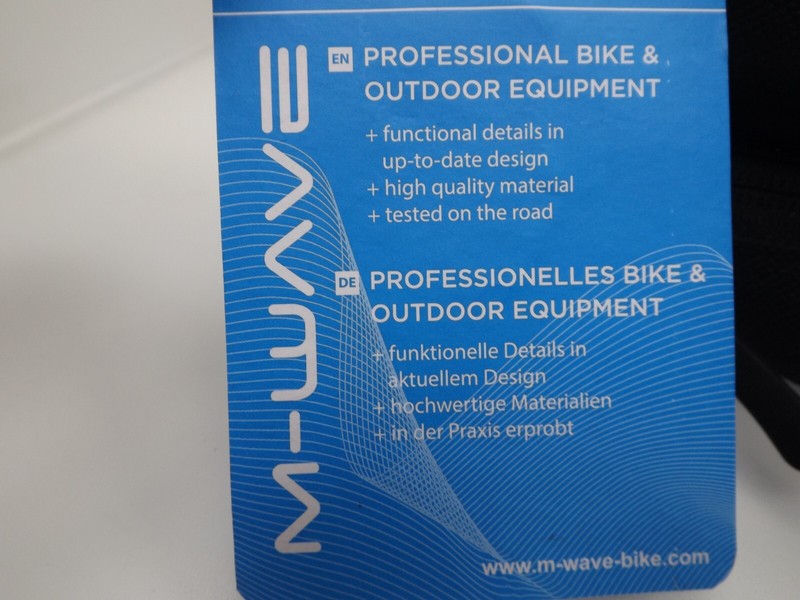 M-WAVE
EN PROFESSIONAL BIKE &
OUTDOOR EQUIPMENT
+ functional details in
up-to-date design
+ high quality material
+ tested on the road
DE PROFESSIONELLES BIKE &
OUTDOOR EQUIPMENT
+ funktionelle Details in
aktuellem Design
+ hochwertige Materialien
+ in der Praxis erprobt
www.m-wave-bike.com